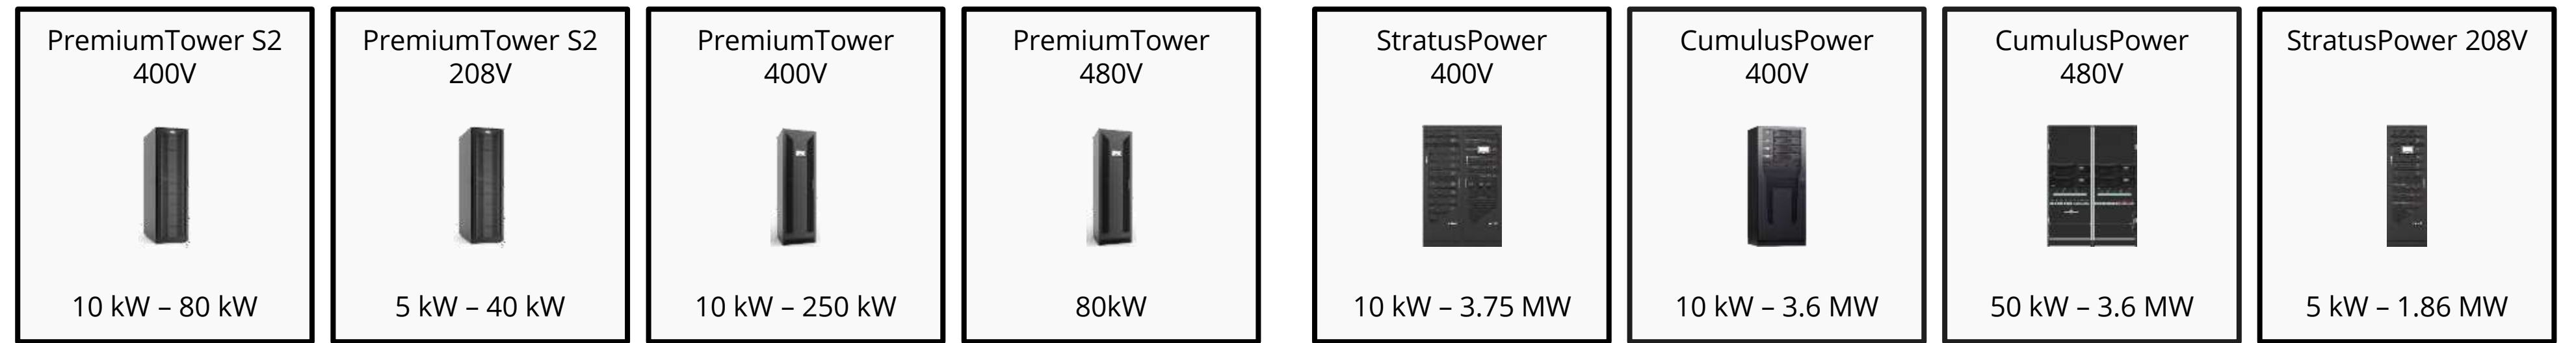 PremiumTower S2
400V
10 kW – 80 kW
PremiumTower S2
208V
5 kW – 40 kW
PremiumTower
400V
10 kW – 250 kW
PremiumTower
480V
80kW
StratusPower
400V
10 kW – 3.75 MW
CumulusPower
400V
10 kW – 3.6 MW
CumulusPower
480V
50 kW – 3.6 MW
StratusPower 208V
5 kW – 1.86 MW